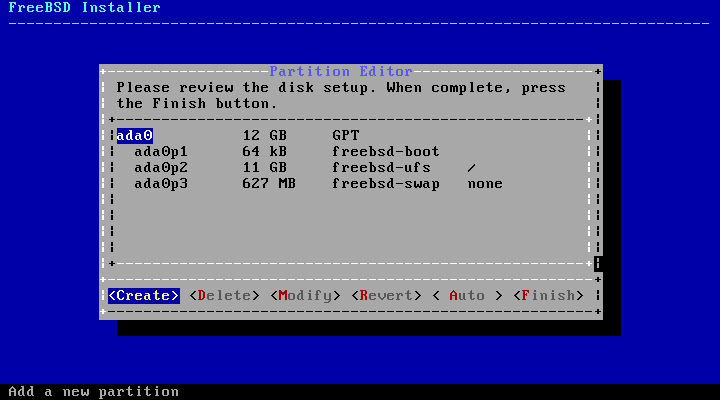 FreeBSD Installer
Partition Editor
Please review the disk setup. When complete, press
the Finish button.
ada0 12 GB GPT
ada0p1 64 kB freebsd-boot
ada0p2 11 GB freebsd-ufs /
ada0p3 627 MB freebsd-swap none
<Create> <Delete> <Modify> <Revert> < Auto > <Finish>
Add a new partition